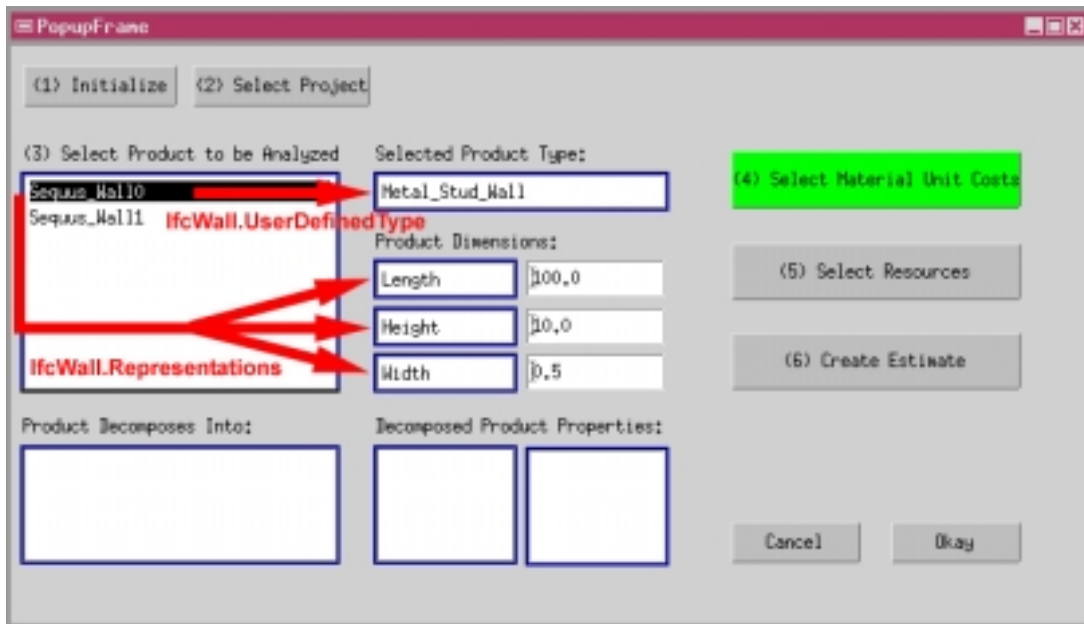 PopupFrame
(1) Initialize
(2) Select Project
(3) Select Product to be Analyzed
Selected Product Type:
Sequus_Wall0
Metal_Stud_Wall
(4) Select Material Unit Costs
Sequus_Wall1
IfcWall.UserDefinedType
Product Dimensions:
Length
100.0
(5) Select Resources
Height
10.0
IfcWall.Representations
Width
0.5
(6) Create Estimate
Product Decomposes Into:
Decomposed Product Properties:
Cancel
Okay